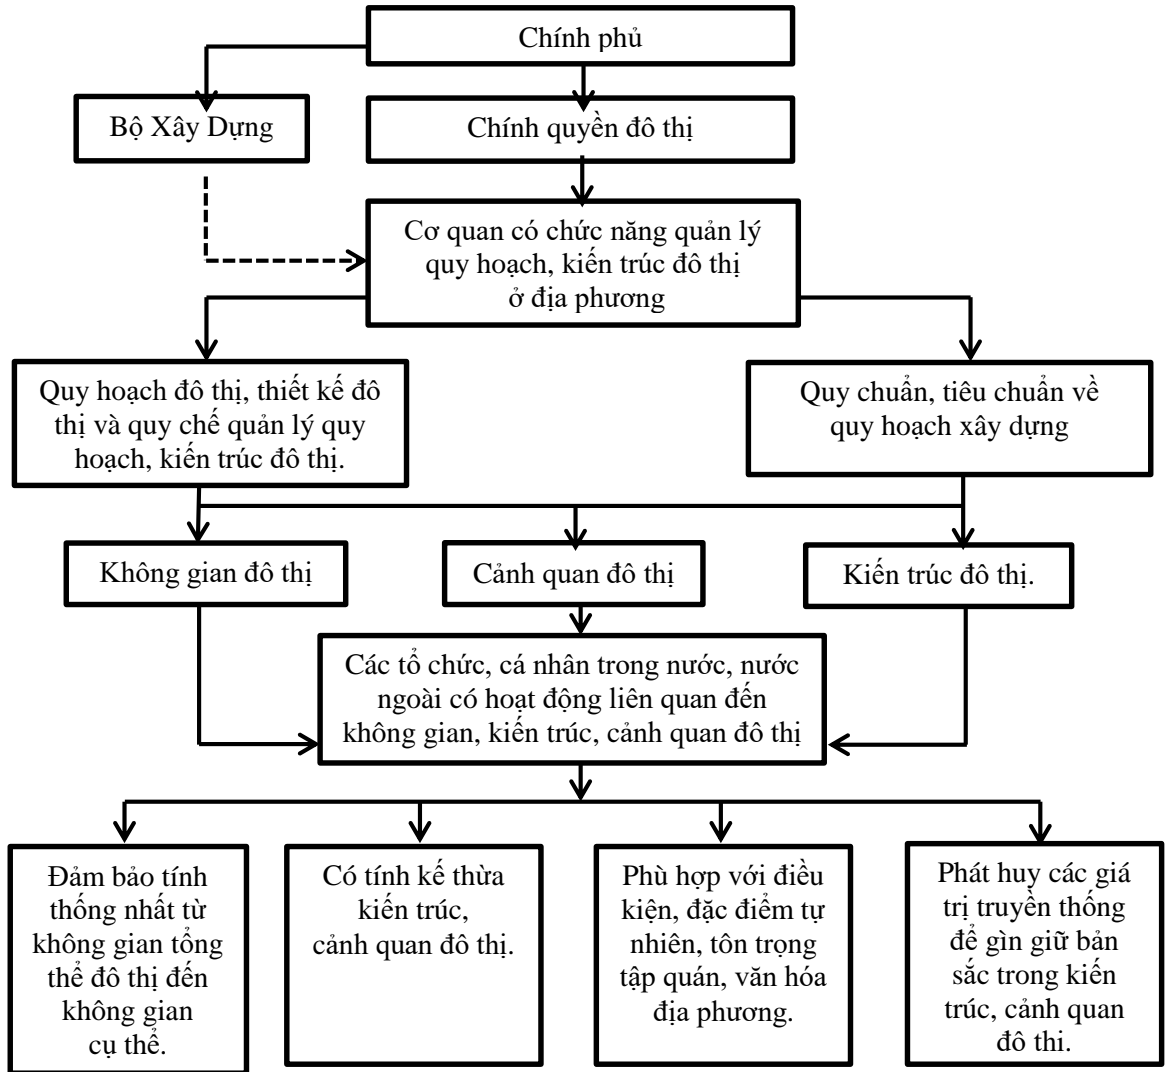 Chính phủ
Bộ Xây Dựng
Chính quyền đô thị
Cơ quan có chức năng quản lý
quy hoạch, kiến trúc đô thị
ở địa phương
Quy hoạch đô thị, thiết kế đô
thị và quy chế quản lý quy
hoạch, kiến trúc đô thị.
Quy chuẩn, tiêu chuẩn về
quy hoạch xây dựng
Không gian đô thị
Cảnh quan đô thị
Kiến trúc đô thị.
Các tổ chức, cá nhân trong nước, nước
ngoài có hoạt động liên quan đến
không gian, kiến trúc, cảnh quan đô thị
Đảm bảo tính
thống nhất từ
không gian tổng
thể đô thị đến
không gian
cụ thể.
Có tính kế thừa
kiến trúc,
cảnh quan đô thị.
Phù hợp với điều
kiện, đặc điểm tự
nhiên, tôn trọng
tập quán, văn hóa
địa phương.
Phát huy các giá
trị truyền thống
để gìn giữ bản
sắc trong kiến
trúc, cảnh quan
đô thi.